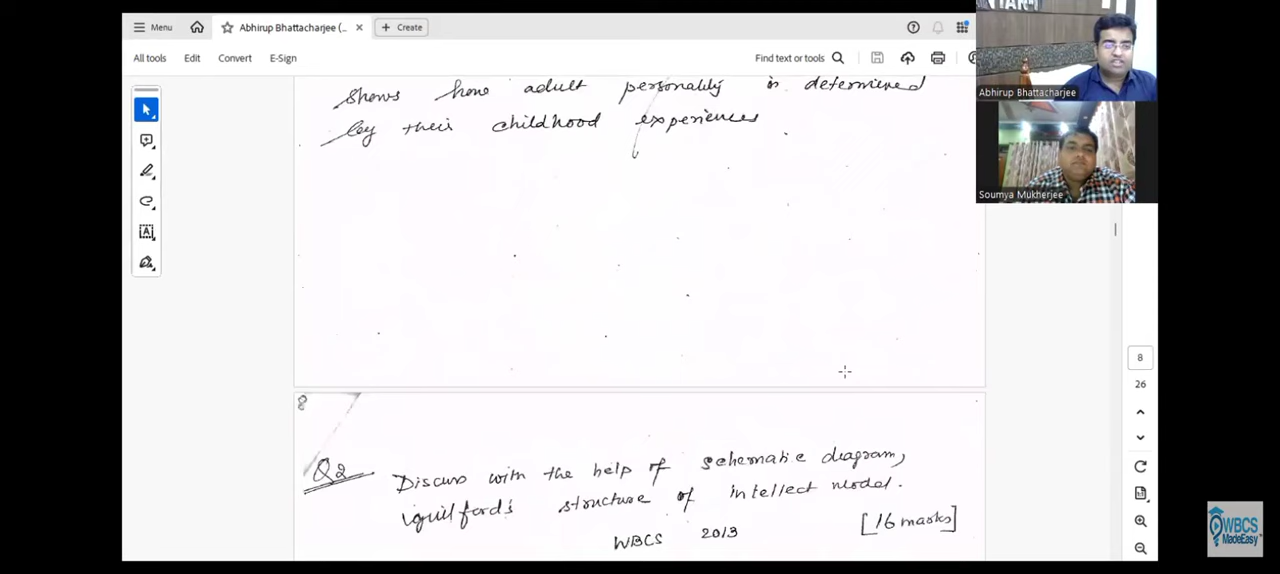 Menu
Abhirup Bhattacharjee (...
Create
All tools
Edit
Convert
E-Sign
Find text or tools
Abhirup Bhattacharjee
Soumya Mukherjee
shows how adult personality is determined
by their childhood experiences
8
26
8
Q2 Discuss with the help of schematic diagram,
Guilford's structure of intellect model.
[16 marks]
WBCS 2013
WBCS
MadeEasy